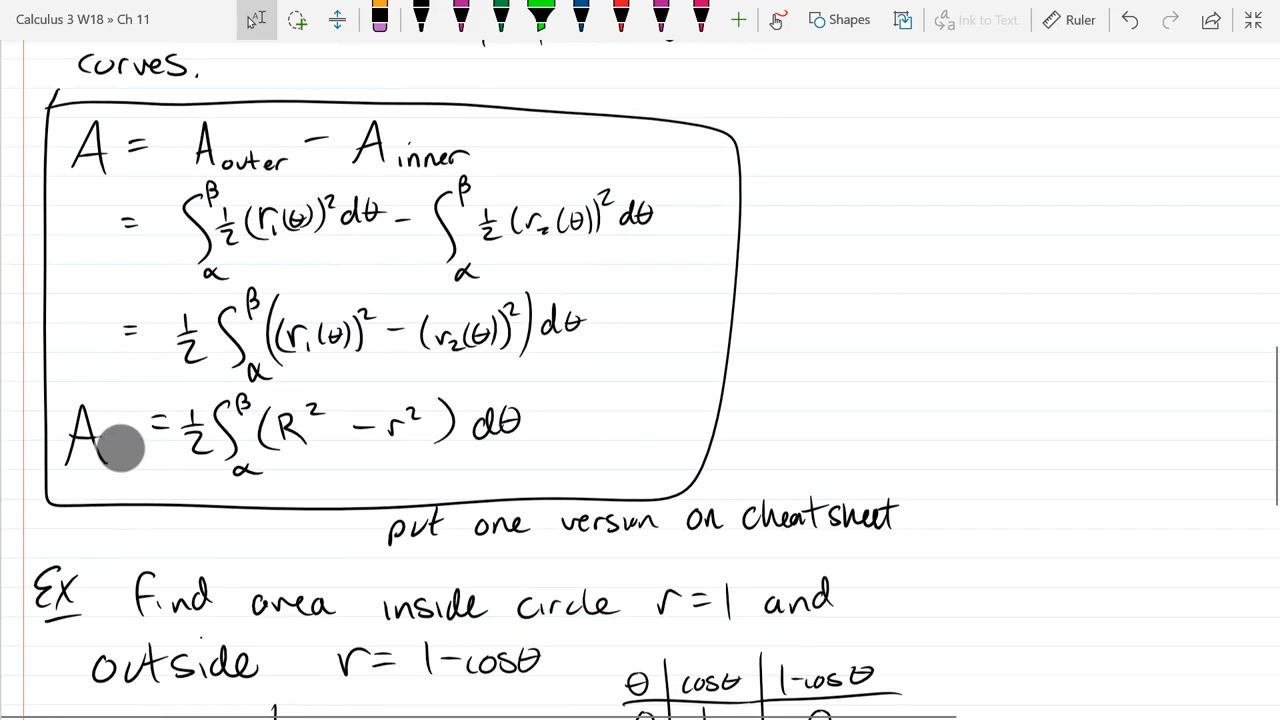 Calculus 3 W18 » Ch 11
Shapes
Ink to Text
Ruler
curves.
A = A outer - A inner
= ∫_α^β ½ (r₁(θ))² dθ - ∫_α^β ½ (r₂(θ))² dθ
= ½ ∫_α^β ((r₁(θ))² - (r₂(θ))²) dθ
A = ½ ∫_α^β (R² - r²) dθ
put one version on cheatsheet
Ex Find area inside circle r = 1 and
outside r = 1-cosθ
θ | cosθ | 1-cosθ